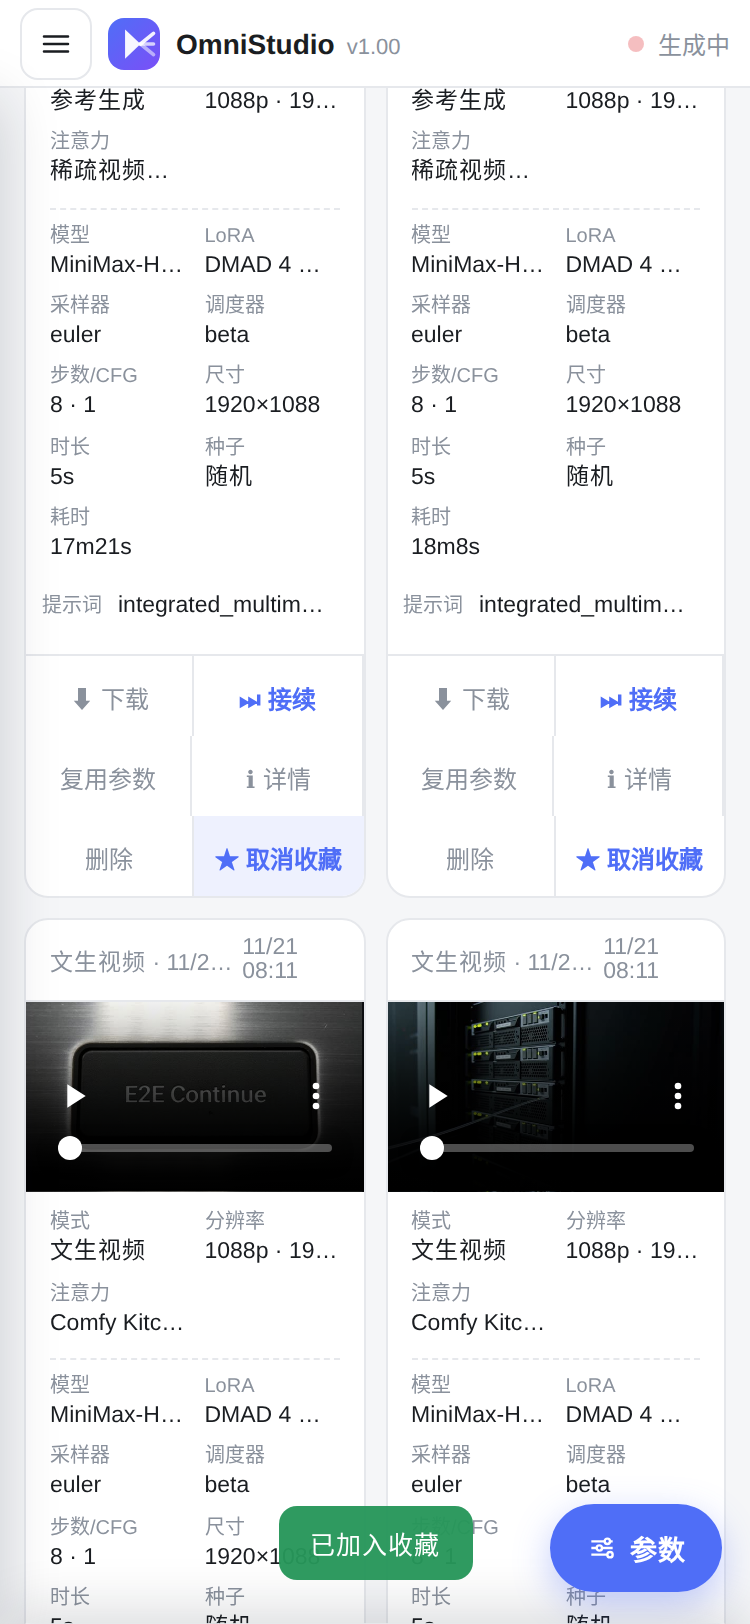 OmniStudio v1.00 生成中
参考生成 1088p · 19… 参考生成 1088p · 19…
注意力 注意力
稀疏视频… 稀疏视频…
模型 LoRA 模型 LoRA
MiniMax-H… DMAD 4 … MiniMax-H… DMAD 4 …
采样器 调度器 采样器 调度器
euler beta euler beta
步数/CFG 尺寸 步数/CFG 尺寸
8 · 1 1920×1088 8 · 1 1920×1088
时长 种子 时长 种子
5s 随机 5s 随机
耗时 耗时
17m21s 18m8s
提示词 integrated_multim… 提示词 integrated_multim…
下载 接续 下载 接续
复用参数 详情 复用参数 详情
删除 ★ 取消收藏 删除 ★ 取消收藏
文生视频 · 11/2… 11/21 08:11 文生视频 · 11/2… 11/21 08:11
E2E Continue
模式 分辨率 模式 分辨率
文生视频 1088p · 19… 文生视频 1088p · 19…
注意力 注意力
Comfy Kitc… Comfy Kitc…
模型 LoRA 模型 LoRA
MiniMax-H… DMAD 4 … MiniMax-H… DMAD 4 …
采样器 调度器 采样器 调度器
euler beta euler beta
步数/CFG 尺寸 FG
8 · 1 1920×1088
已加入收藏 参数
时长 种子 时长 种子
5s 随机 5s 随机